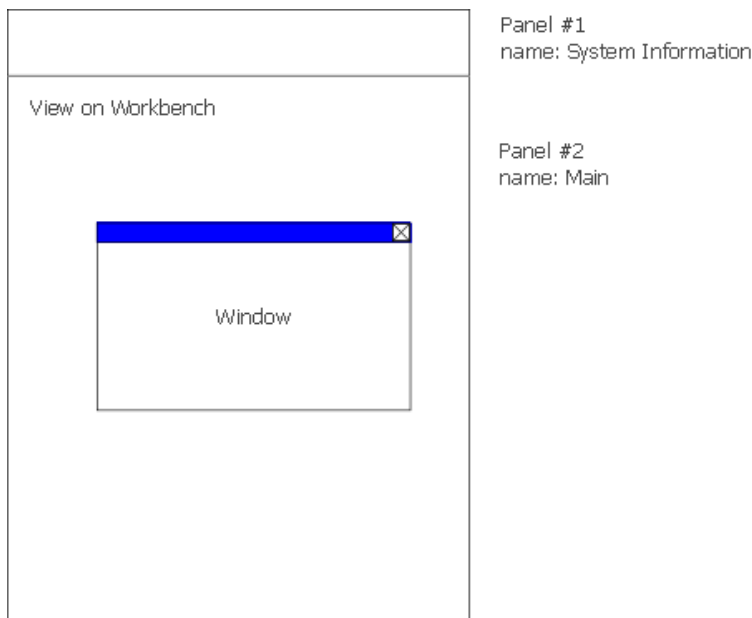 Panel #1
name: System Information
View on Workbench
Panel #2
name: Main
Window